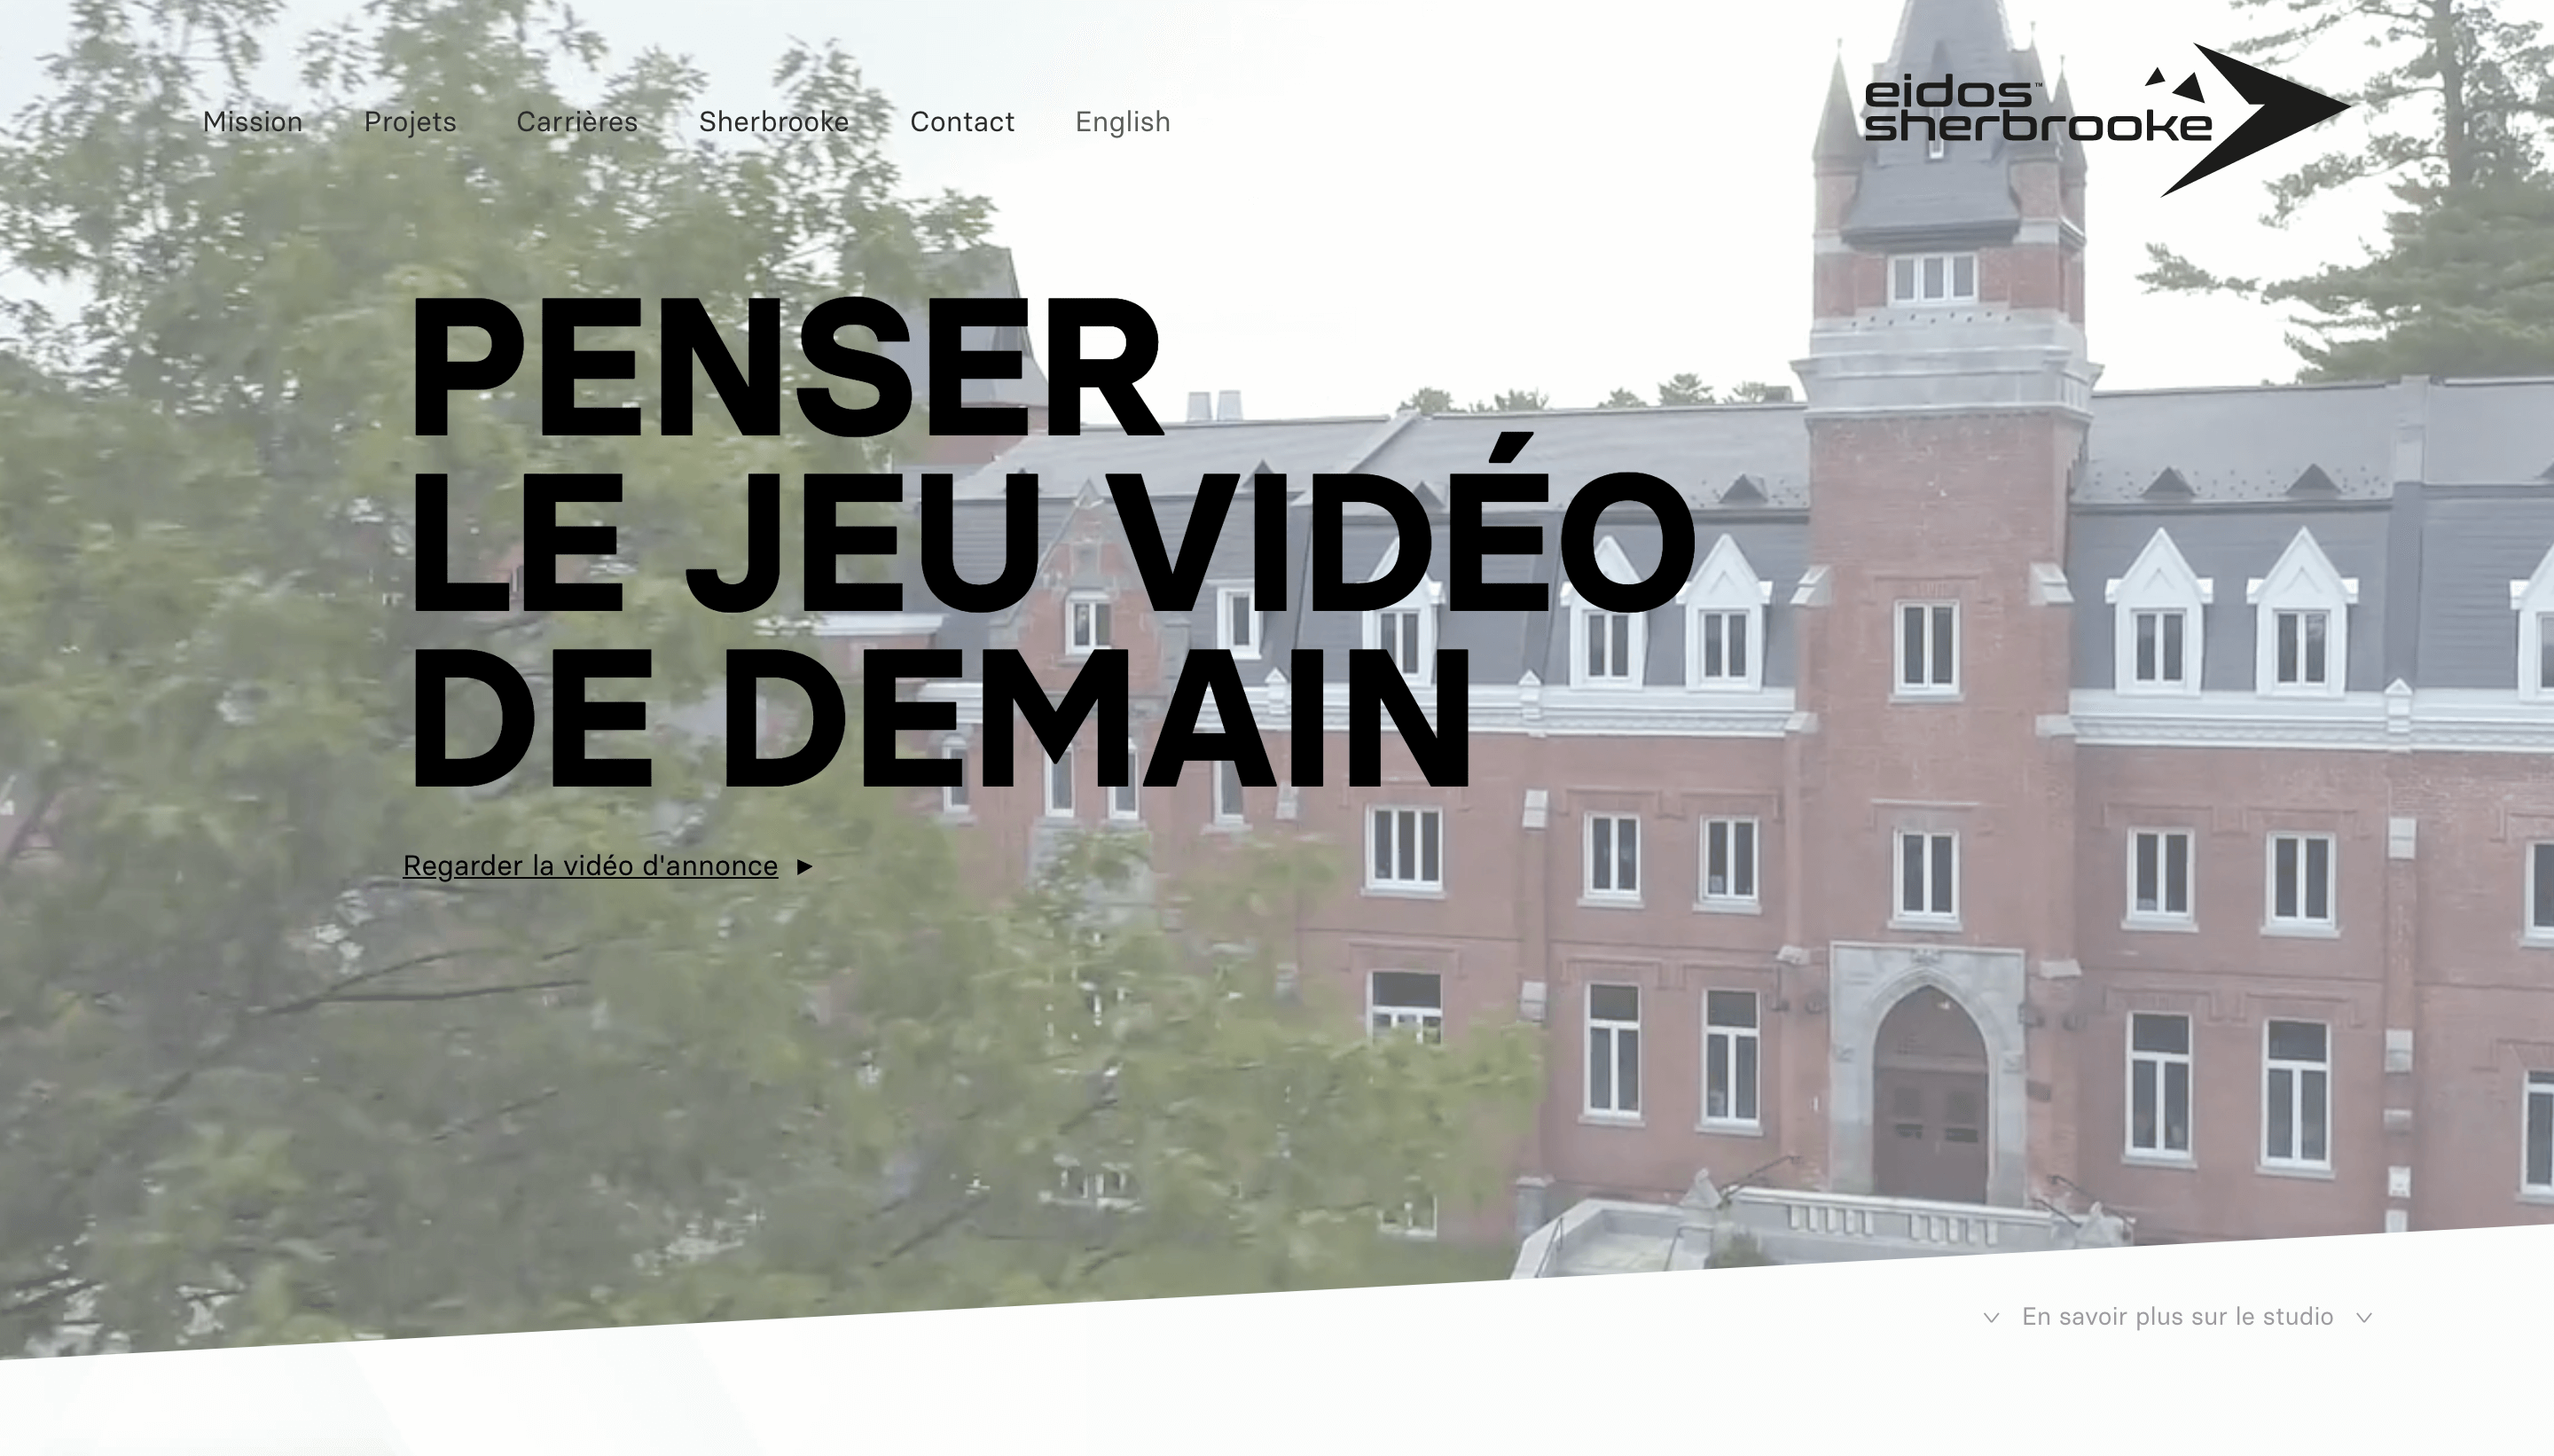 Mission Projets Carrières Sherbrooke Contact English
eidos™
sherbrooke
PENSER
LE JEU VIDÉO
DE DEMAIN
Regarder la vidéo d'annonce
En savoir plus sur le studio